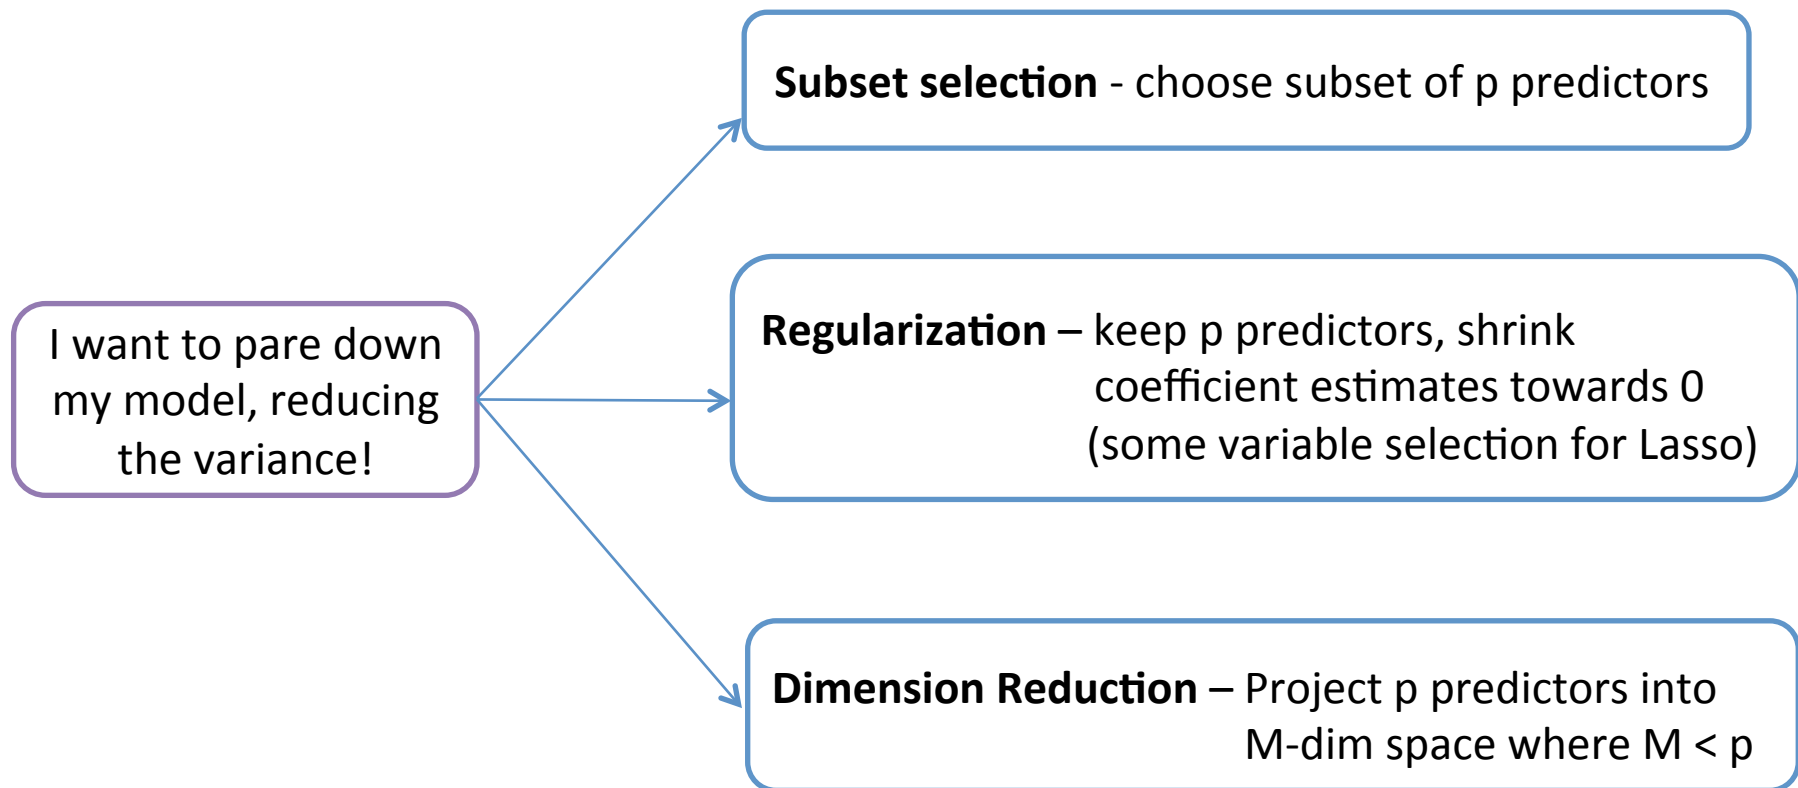 Subset selection - choose subset of p predictors
I want to pare down
my model, reducing
the variance!
Regularization – keep p predictors, shrink
coefficient estimates towards 0
(some variable selection for Lasso)
Dimension Reduction – Project p predictors into
M-dim space where M < p